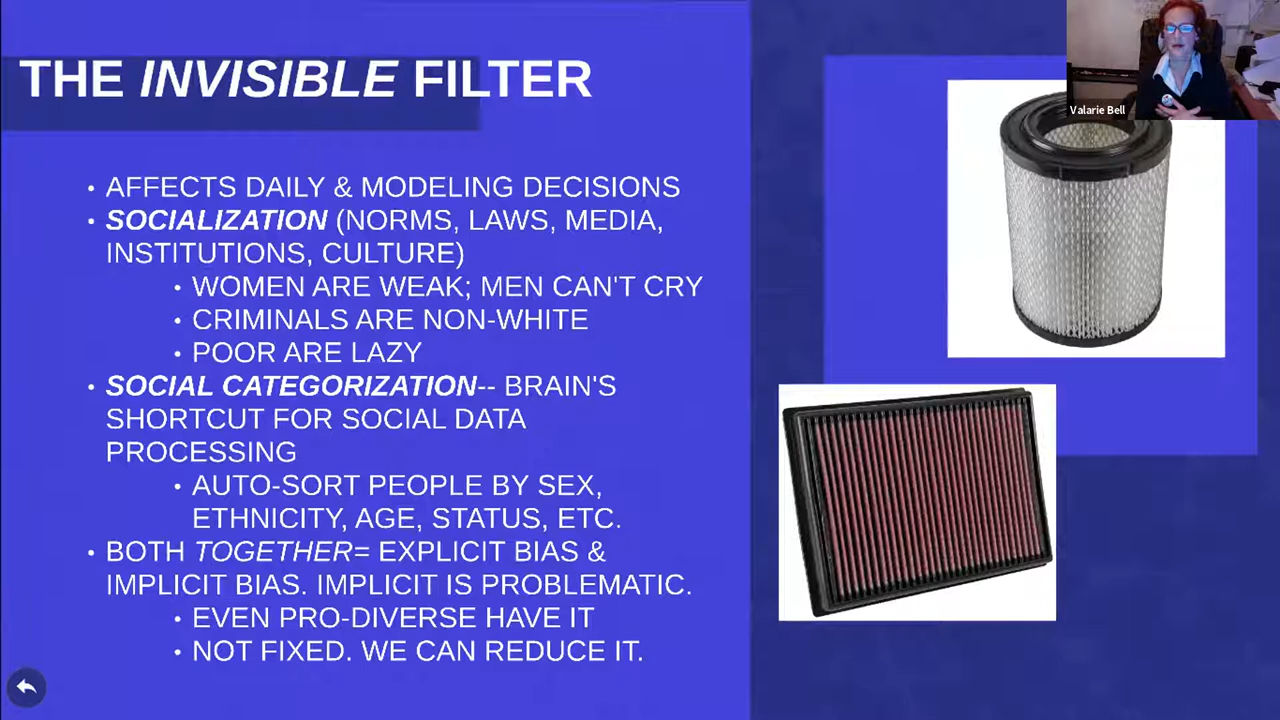 THE INVISIBLE FILTER
Valarie Bell
• AFFECTS DAILY & MODELING DECISIONS
• SOCIALIZATION (NORMS, LAWS, MEDIA,
INSTITUTIONS, CULTURE)
• WOMEN ARE WEAK; MEN CAN'T CRY
• CRIMINALS ARE NON-WHITE
• POOR ARE LAZY
• SOCIAL CATEGORIZATION-- BRAIN'S
SHORTCUT FOR SOCIAL DATA
PROCESSING
• AUTO-SORT PEOPLE BY SEX,
ETHNICITY, AGE, STATUS, ETC.
• BOTH TOGETHER= EXPLICIT BIAS &
IMPLICIT BIAS. IMPLICIT IS PROBLEMATIC.
• EVEN PRO-DIVERSE HAVE IT
• NOT FIXED. WE CAN REDUCE IT.